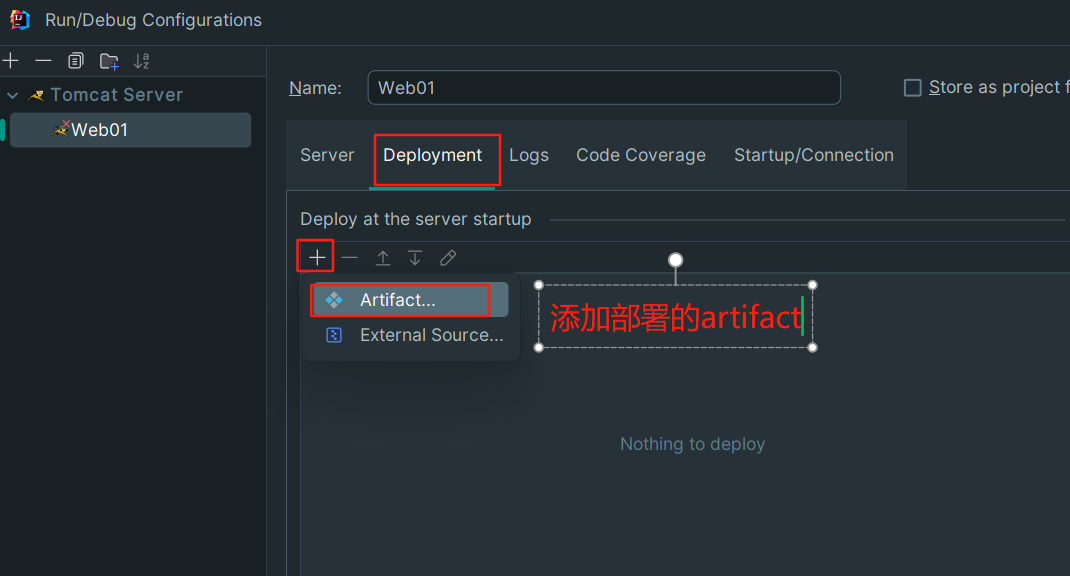 Run/Debug Configurations
Tomcat Server
Web01
Name:
Web01
Store as project f
Server
Deployment
Logs
Code Coverage
Startup/Connection
Deploy at the server startup
Artifact...
External Source...
添加部署的artifact
Nothing to deploy